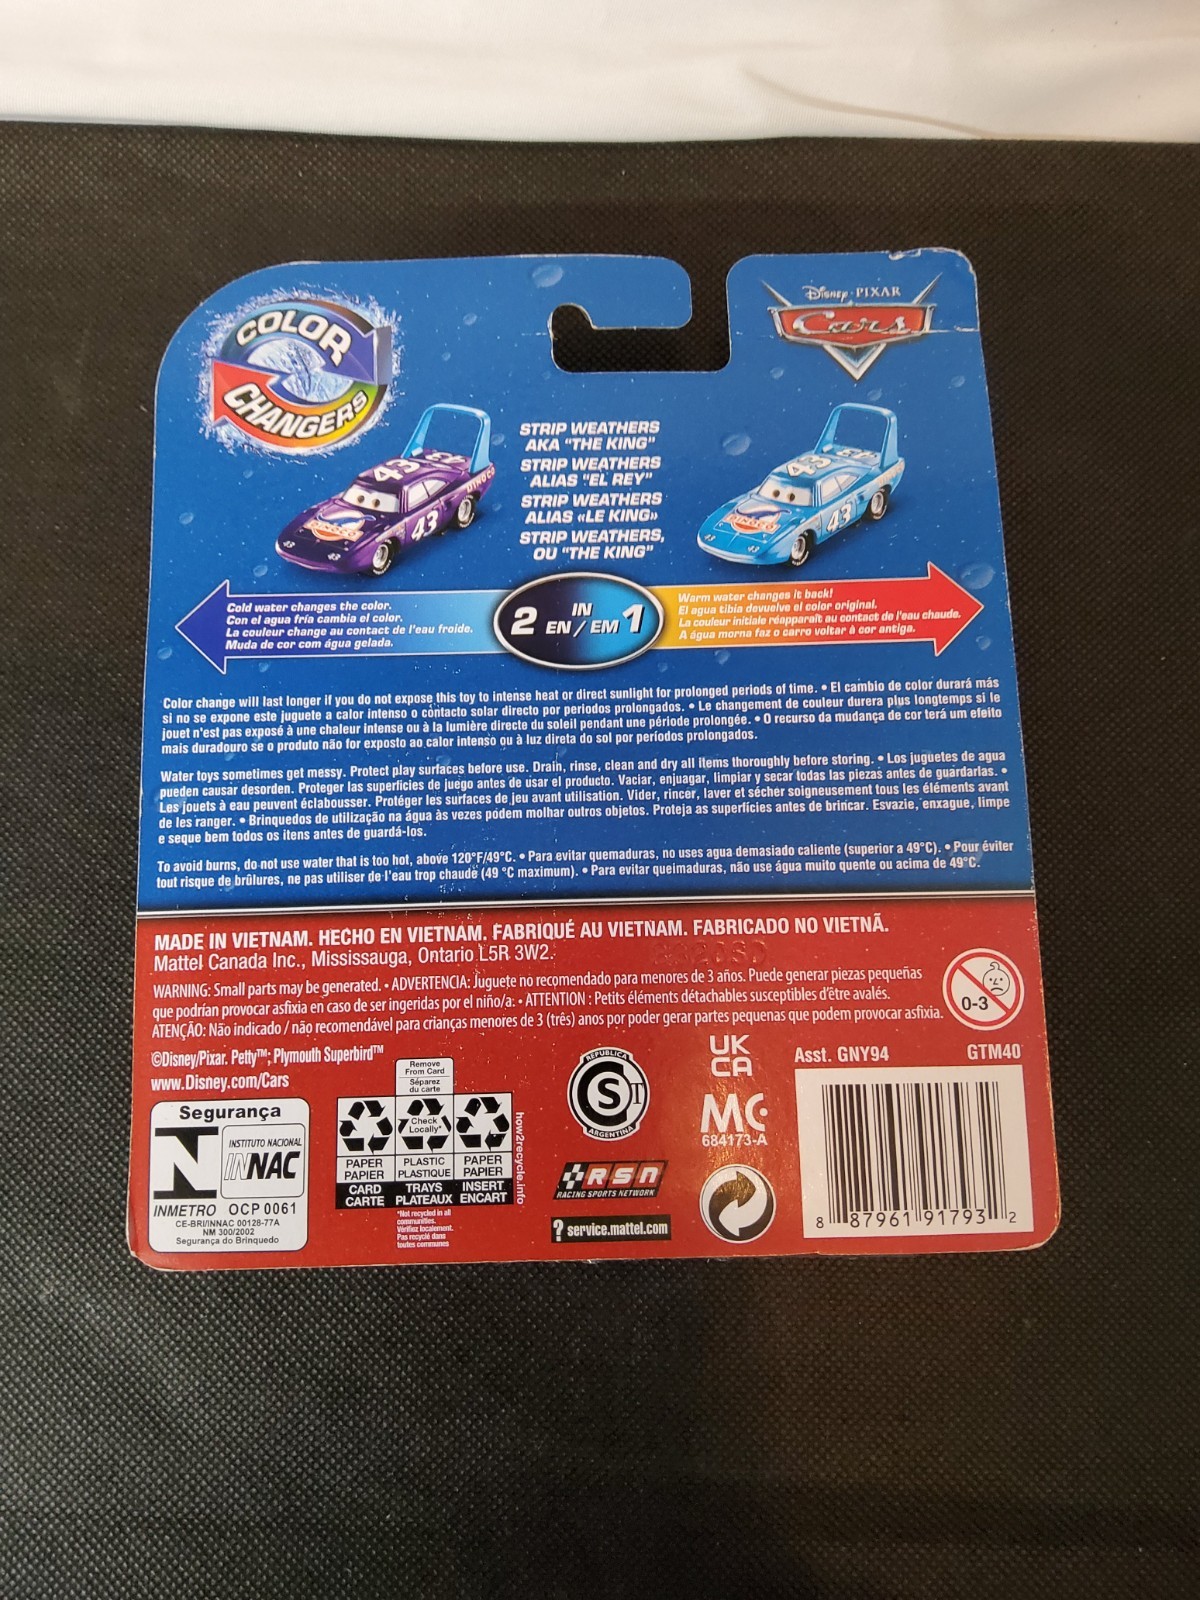 COLOR
CHANGERS
Disney · PIXAR
Cars
STRIP WEATHERS
AKA "THE KING"
STRIP WEATHERS
ALIAS "EL REY"
STRIP WEATHERS
ALIAS «LE KING»
STRIP WEATHERS,
OU "THE KING"
43
43
Cold water changes the color.
Con el agua fría cambia el color.
La couleur change au contact de l'eau froide.
Muda de cor com água gelada.
2 IN EN / EM 1
Warm water changes it back!
El agua tibia devuelve el color original.
La couleur initiale réapparaît au contact de l'eau chaude.
A água morna faz o carro voltar à cor antiga.
Color change will last longer if you do not expose this toy to intense heat or direct sunlight for prolonged periods of time. • El cambio de color durará más
si no se expone este juguete a calor intenso o contacto solar directo por periodos prolongados. • Le changement de couleur durera plus longtemps si le
jouet n'est pas exposé à une chaleur intense ou à la lumière directe du soleil pendant une période prolongée. • O recurso da mudança de cor terá um efeito
mais duradouro se o produto não for exposto ao calor intenso ou à luz direta do sol por períodos prolongados.
Water toys sometimes get messy. Protect play surfaces before use. Drain, rinse, clean and dry all items thoroughly before storing. • Los juguetes de agua
pueden causar desorden. Proteger las superficies de juego antes de usar el producto. Vaciar, enjuagar, limpiar y secar todas las piezas antes de guardarlas. •
Les jouets à eau peuvent éclabousser. Protéger les surfaces de jeu avant utilisation. Vider, rincer, laver et sécher soigneusement tous les éléments avant
de les ranger. • Brinquedos de utilização na água às vezes podem molhar outros objetos. Proteja as superfícies antes de brincar. Esvazie, enxague, limpe
e seque bem todos os itens antes de guardá-los.
To avoid burns, do not use water that is too hot, above 120°F/49°C. • Para evitar quemaduras, no uses agua demasiado caliente (superior a 49°C). • Pour éviter
tout risque de brûlures, ne pas utiliser de l'eau trop chaude (49 °C maximum). • Para evitar queimaduras, não use água muito quente ou acima de 49°C.
MADE IN VIETNAM. HECHO EN VIETNAM. FABRIQUÉ AU VIETNAM. FABRICADO NO VIETNÃ.
Mattel Canada Inc., Mississauga, Ontario L5R 3W2.
WARNING: Small parts may be generated. • ADVERTENCIA: Juguete no recomendado para menores de 3 años. Puede generar piezas pequeñas
que podrían provocar asfixia en caso de ser ingeridas por el niño/a. • ATTENTION : Petits éléments détachables susceptibles d'être avalés.
ATENÇÃO: Não indicado / não recomendável para crianças menores de 3 (três) anos por poder gerar partes pequenas que podem provocar asfixia.
0-3
©Disney/Pixar. Petty™; Plymouth Superbird™
www.Disney.com/Cars
Segurança
INSTITUTO NACIONAL
INNAC
INMETRO OCP 0061
CE-BRI/INNAC 00128-77A
NM 300/2002
Segurança do Brinquedo
Remove
From Card
Séparez
du carte
Check
Locally*
PAPER
PAPIER
PLASTIC
PLASTIQUE
PAPER
PAPIER
CARD
CARTE
TRAYS
PLATEAUX
INSERT
ENCART
how2recycle.info
*Not recycled in all
communities.
Vérifiez localement.
Pas recyclé dans
toutes communes
REPUBLICA
S T
ARGENTINA
RSN
RACING SPORTS NETWORK
? service.mattel.com
UK
CA
MC
684173-A
Asst. GNY94
GTM40
8 87961 91793 2